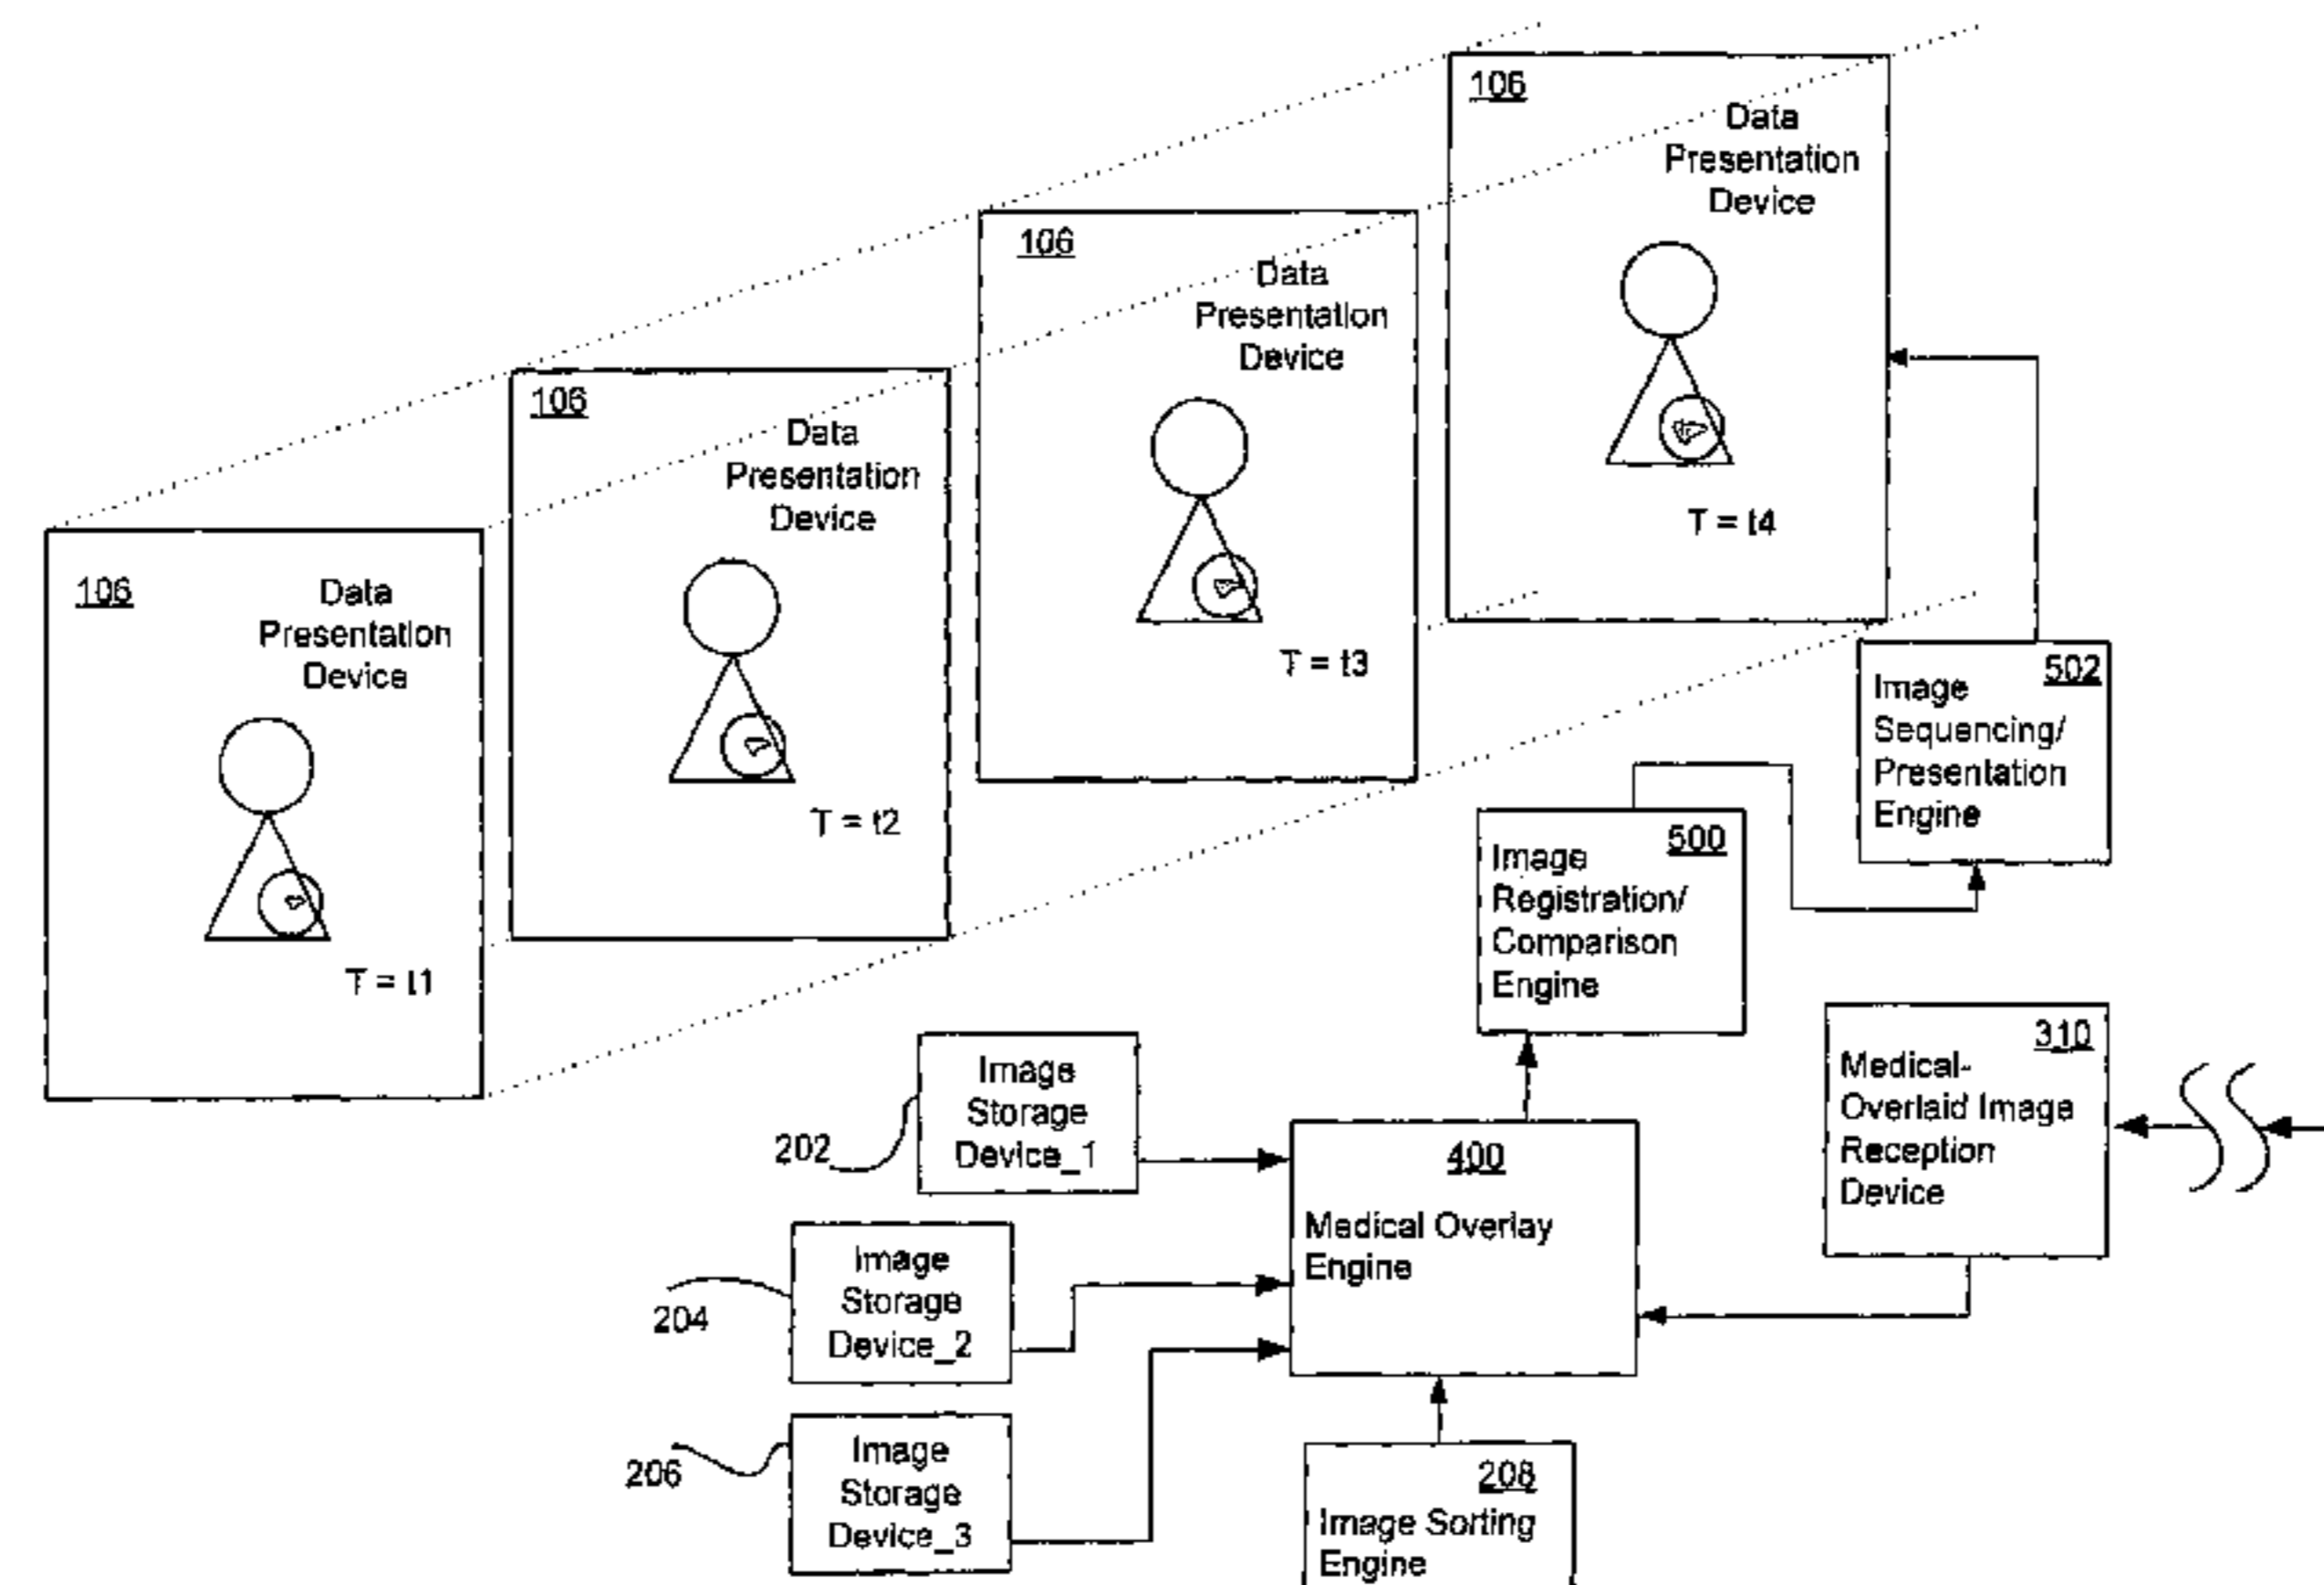 106
Data
Presentation
Device
T = t4
106
Data
Presentation
Device
T = t3
106
Data
Presentation
Device
T = t2
106
Data
Presentation
Device
T = t1
502
Image
Sequencing/
Presentation
Engine
500
Image
Registration/
Comparison
Engine
310
Medical-
Overlaid Image
Reception
Device
Image
Storage
Device_1
202
400
Medical Overlay
Engine
Image
Storage
Device_2
204
Image
Storage
Device_3
206
208
Image Sorting
Engine